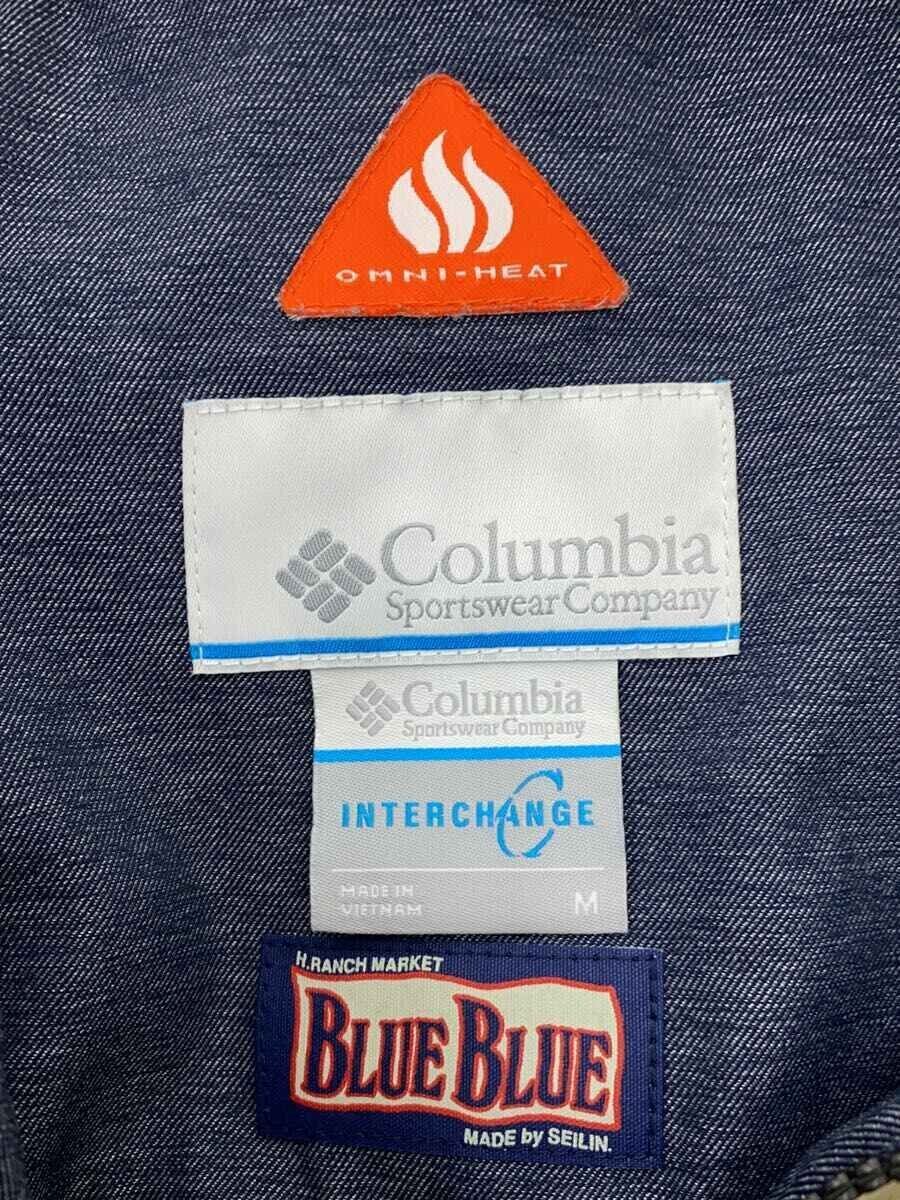 OMNI-HEAT
Columbia
Sportswear Company
Columbia
Sportswear Company
INTERCHANGE
MADE IN
VIETNAM
M
H.RANCH MARKET
BLUE BLUE
MADE by SEILIN.